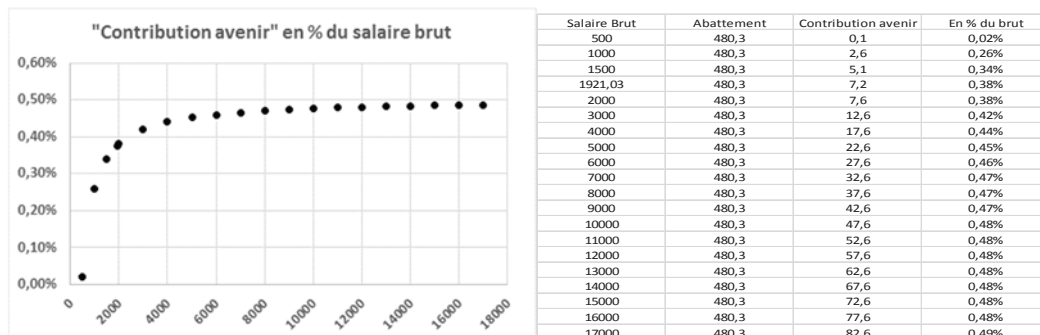 "Contribution avenir" en % du salaire brut
0,60%
0,50%
0,40%
0,30%
0,20%
0,10%
0,00%
0 2000 4000 6000 8000 10000 12000 14000 16000 18000
Salaire Brut Abattement Contribution avenir En % du brut
500 480,3 0,1 0,02%
1000 480,3 2,6 0,26%
1500 480,3 5,1 0,34%
1921,03 480,3 7,2 0,38%
2000 480,3 7,6 0,38%
3000 480,3 12,6 0,42%
4000 480,3 17,6 0,44%
5000 480,3 22,6 0,45%
6000 480,3 27,6 0,46%
7000 480,3 32,6 0,47%
8000 480,3 37,6 0,47%
9000 480,3 42,6 0,47%
10000 480,3 47,6 0,48%
11000 480,3 52,6 0,48%
12000 480,3 57,6 0,48%
13000 480,3 62,6 0,48%
14000 480,3 67,6 0,48%
15000 480,3 72,6 0,48%
16000 480,3 77,6 0,48%
17000 480,3 82,6 0,49%